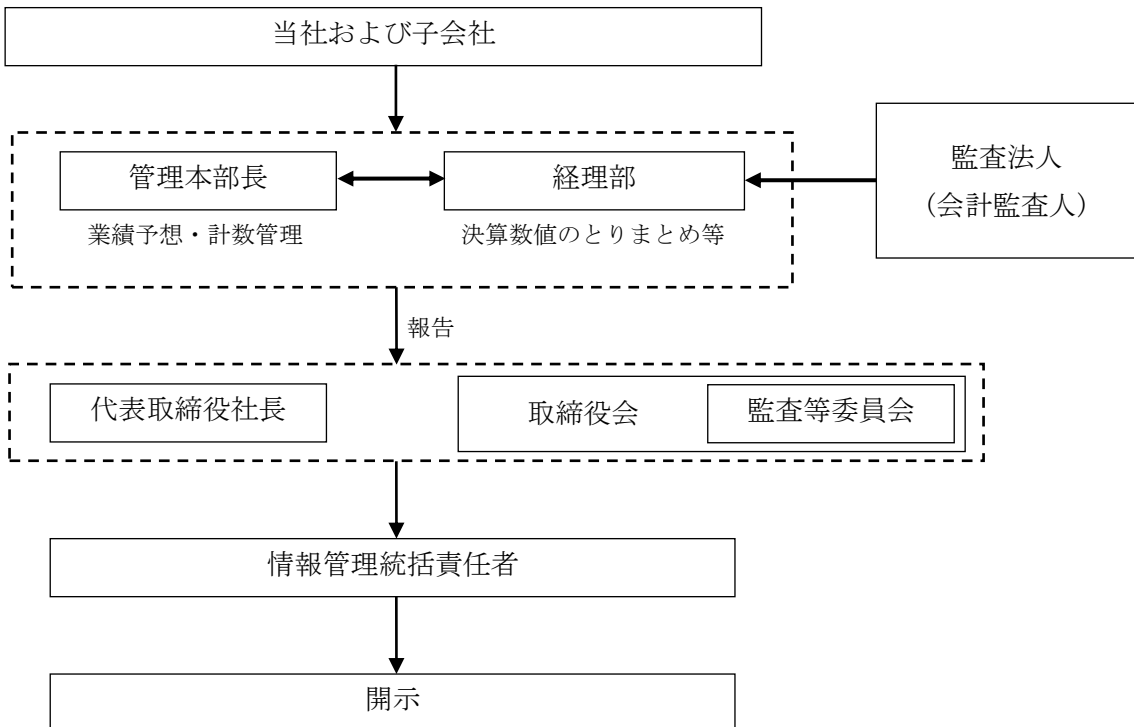 当社および子会社
管理本部長
経理部
監査法人
(会計監査人)
業績予想・計数管理
決算数値のとりまとめ等
報告
代表取締役社長
取締役会
監査等委員会
情報管理統括責任者
開示